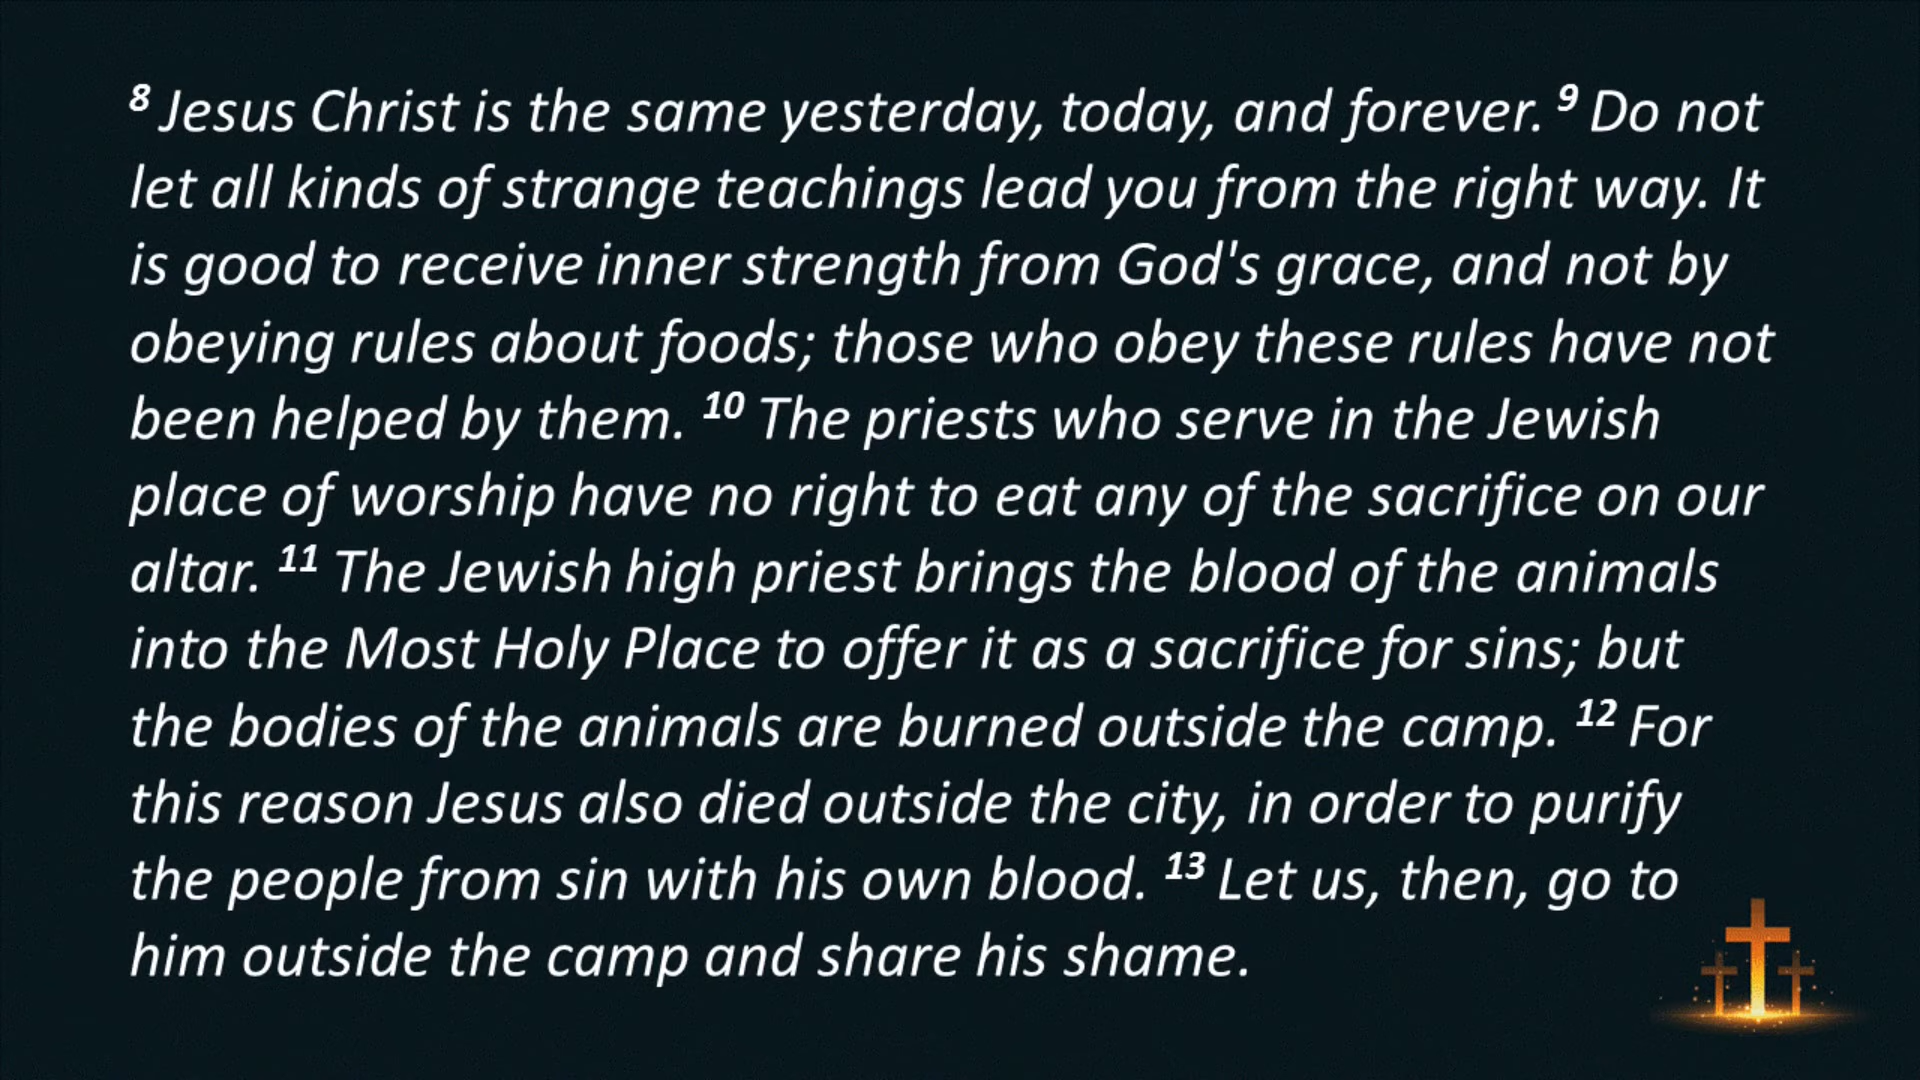 8 Jesus Christ is the same yesterday, today, and forever. 9 Do not
let all kinds of strange teachings lead you from the right way. It
is good to receive inner strength from God's grace, and not by
obeying rules about foods; those who obey these rules have not
been helped by them. 10 The priests who serve in the Jewish
place of worship have no right to eat any of the sacrifice on our
altar. 11 The Jewish high priest brings the blood of the animals
into the Most Holy Place to offer it as a sacrifice for sins; but
the bodies of the animals are burned outside the camp. 12 For
this reason Jesus also died outside the city, in order to purify
the people from sin with his own blood. 13 Let us, then, go to
him outside the camp and share his shame.